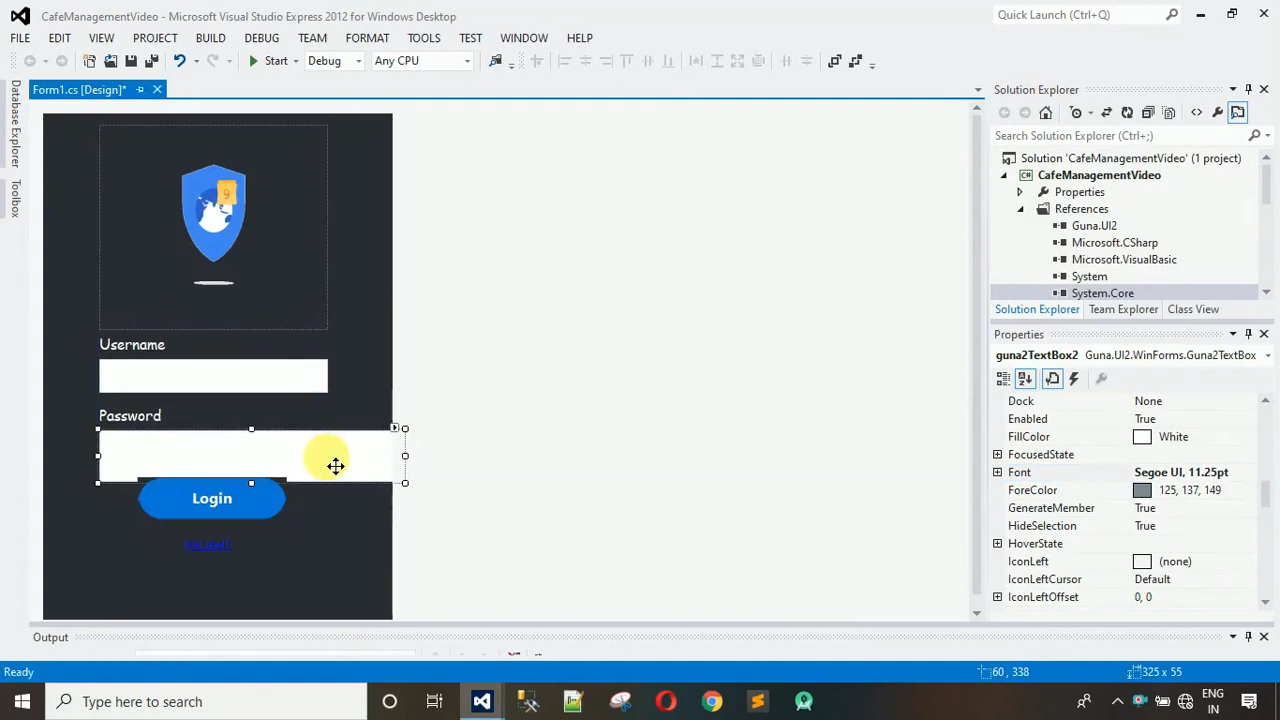 CafeManagementVideo - Microsoft Visual Studio Express 2012 for Windows Desktop
Quick Launch (Ctrl+Q)
FILE EDIT VIEW PROJECT BUILD DEBUG TEAM FORMAT TOOLS TEST WINDOW HELP
Start Debug Any CPU
Database Explorer
Toolbox
Form1.cs [Design]*
9
Username
Password
Login
Solution Explorer
Search Solution Explorer (Ctrl+;)
Solution 'CafeManagementVideo' (1 project)
CafeManagementVideo
Properties
References
Guna.UI2
Microsoft.CSharp
Microsoft.VisualBasic
System
System.Core
Solution Explorer Team Explorer Class View
Properties
guna2TextBox2 Guna.UI2.WinForms.Guna2TextBox
Dock None
Enabled True
FillColor White
FocusedState
Font Segoe UI, 11.25pt
ForeColor 125, 137, 149
GenerateMember True
HideSelection True
HoverState
IconLeft (none)
IconLeftCursor Default
IconLeftOffset 0, 0
Output
Ready 60 , 338 325 x 55
Type here to search
ENG
IN